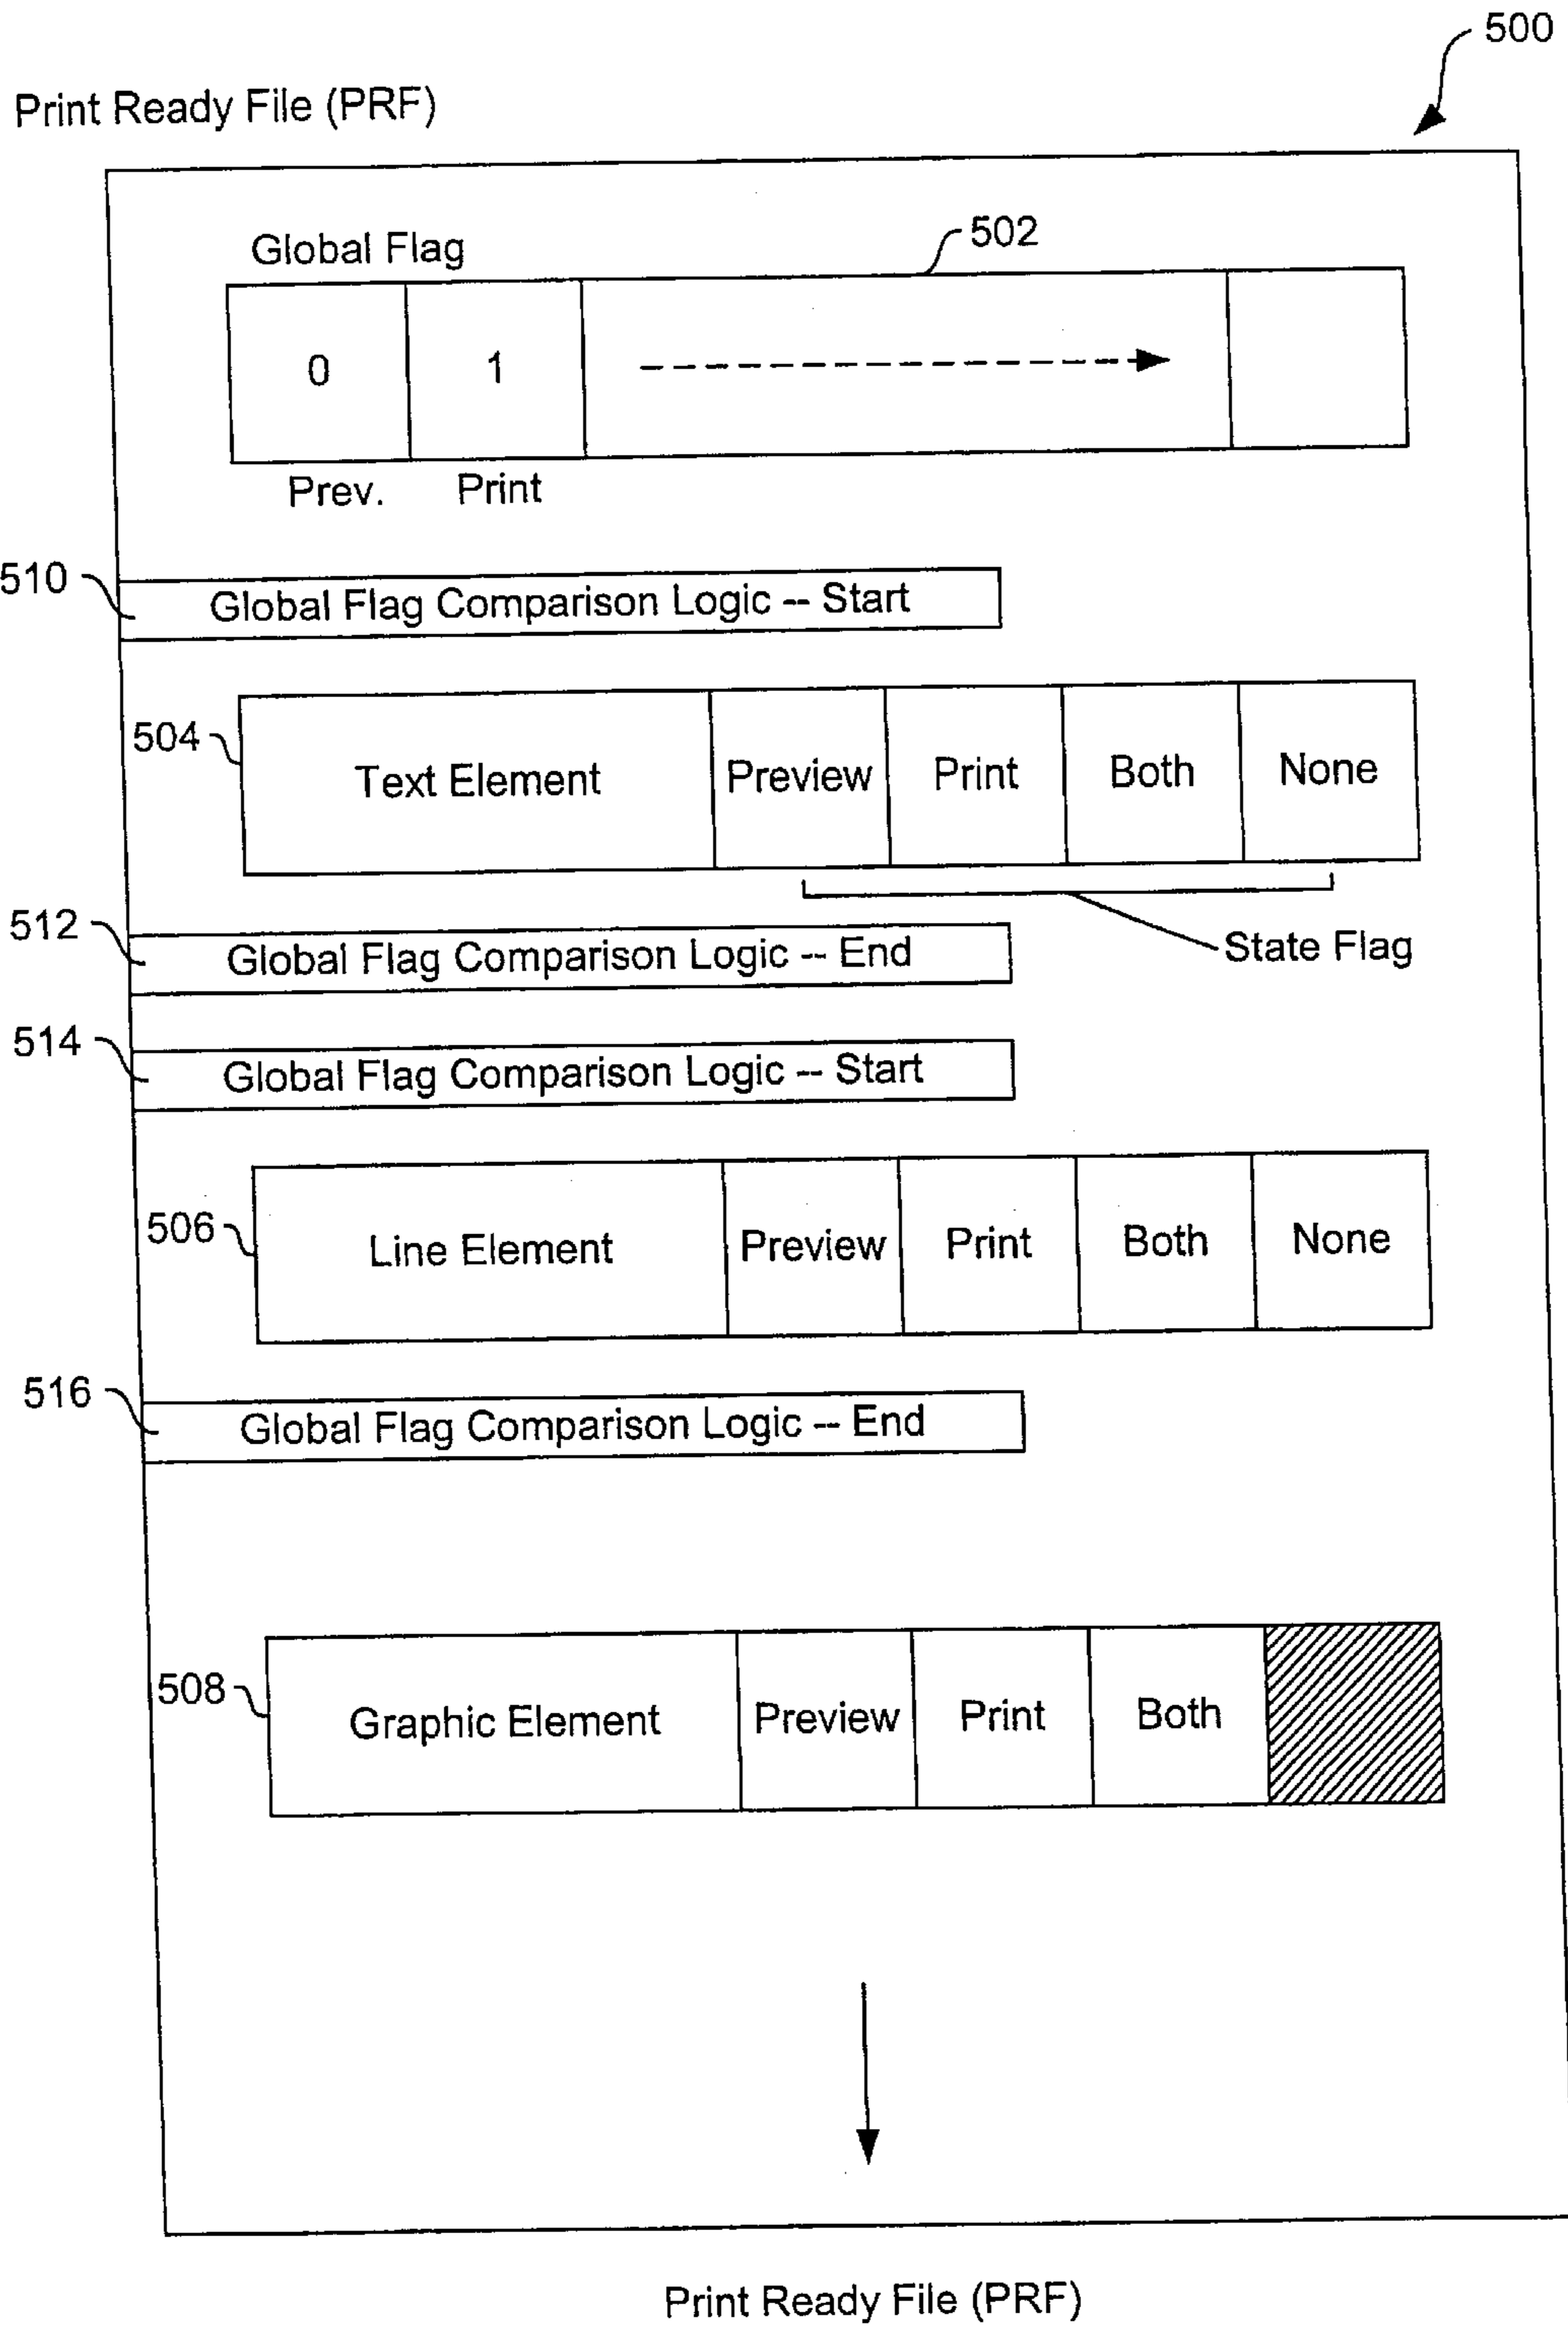 500
Print Ready File (PRF)
Global Flag
502
0 1
Prev. Print
510
Global Flag Comparison Logic -- Start
504
Text Element Preview Print Both None
State Flag
512
Global Flag Comparison Logic -- End
514
Global Flag Comparison Logic -- Start
506
Line Element Preview Print Both None
516
Global Flag Comparison Logic -- End
508
Graphic Element Preview Print Both
Print Ready File (PRF)